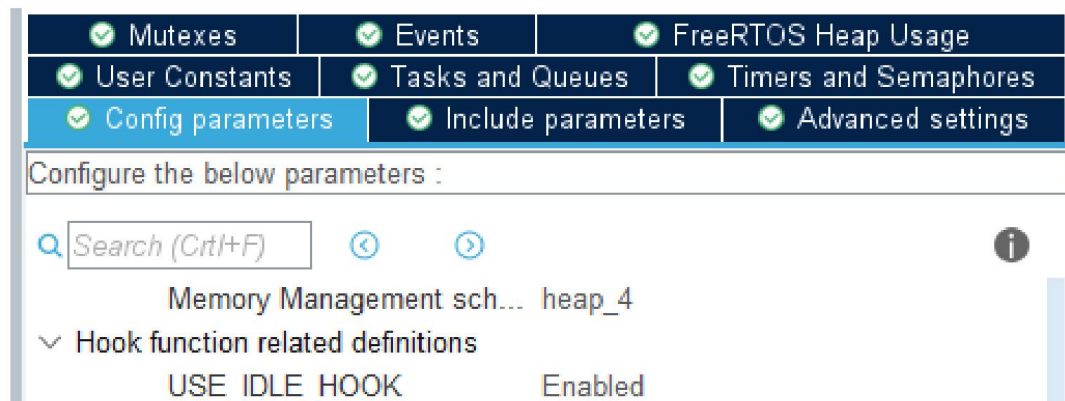 Mutexes Events FreeRTOS Heap Usage
User Constants Tasks and Queues Timers and Semaphores
Config parameters Include parameters Advanced settings
Configure the below parameters :
Search (Crtl+F)
Memory Management sch... heap_4
Hook function related definitions
USE_IDLE_HOOK Enabled